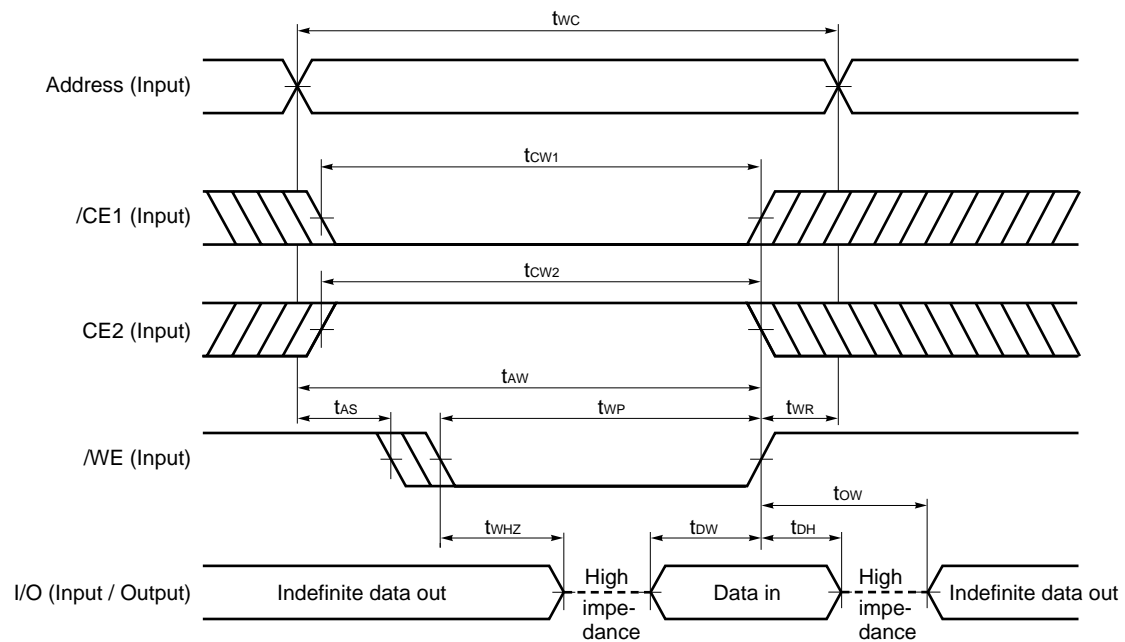 tWC
Address (Input)
tCW1
/CE1 (Input)
tCW2
CE2 (Input)
tAW
tAS
tWP
tWR
/WE (Input)
tOW
tWHZ
tDW
tDH
I/O (Input / Output)
Indefinite data out
High
impe-
dance
Data in
High
impe-
dance
Indefinite data out